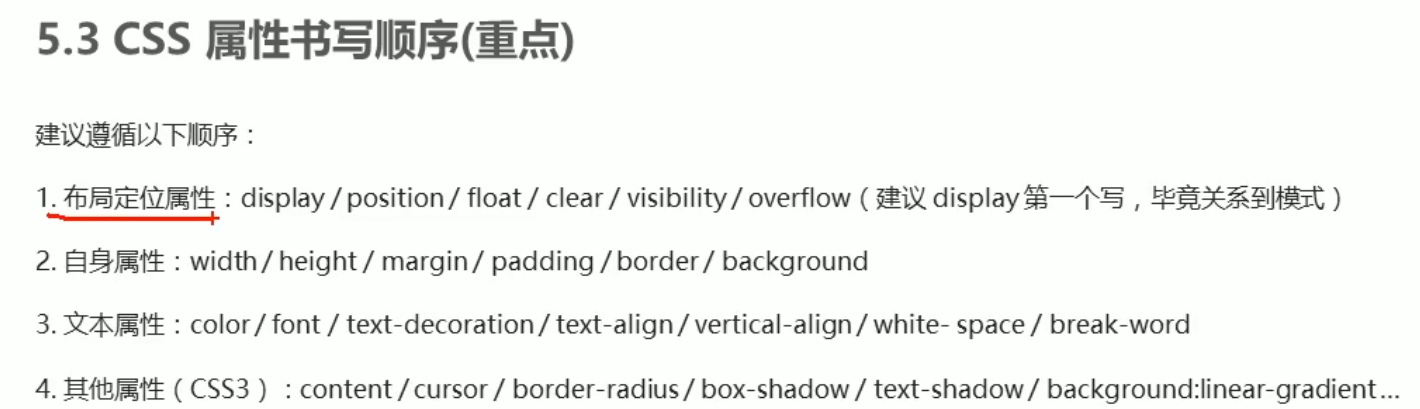 5.3 CSS 属性书写顺序(重点)
建议遵循以下顺序：
1. 布局定位属性：display / position / float / clear / visibility / overflow（建议 display 第一个写，毕竟关系到模式）
2. 自身属性：width / height / margin / padding / border / background
3. 文本属性：color / font / text-decoration / text-align / vertical-align / white- space / break-word
4. 其他属性（CSS3）：content / cursor / border-radius / box-shadow / text-shadow / background:linear-gradient…